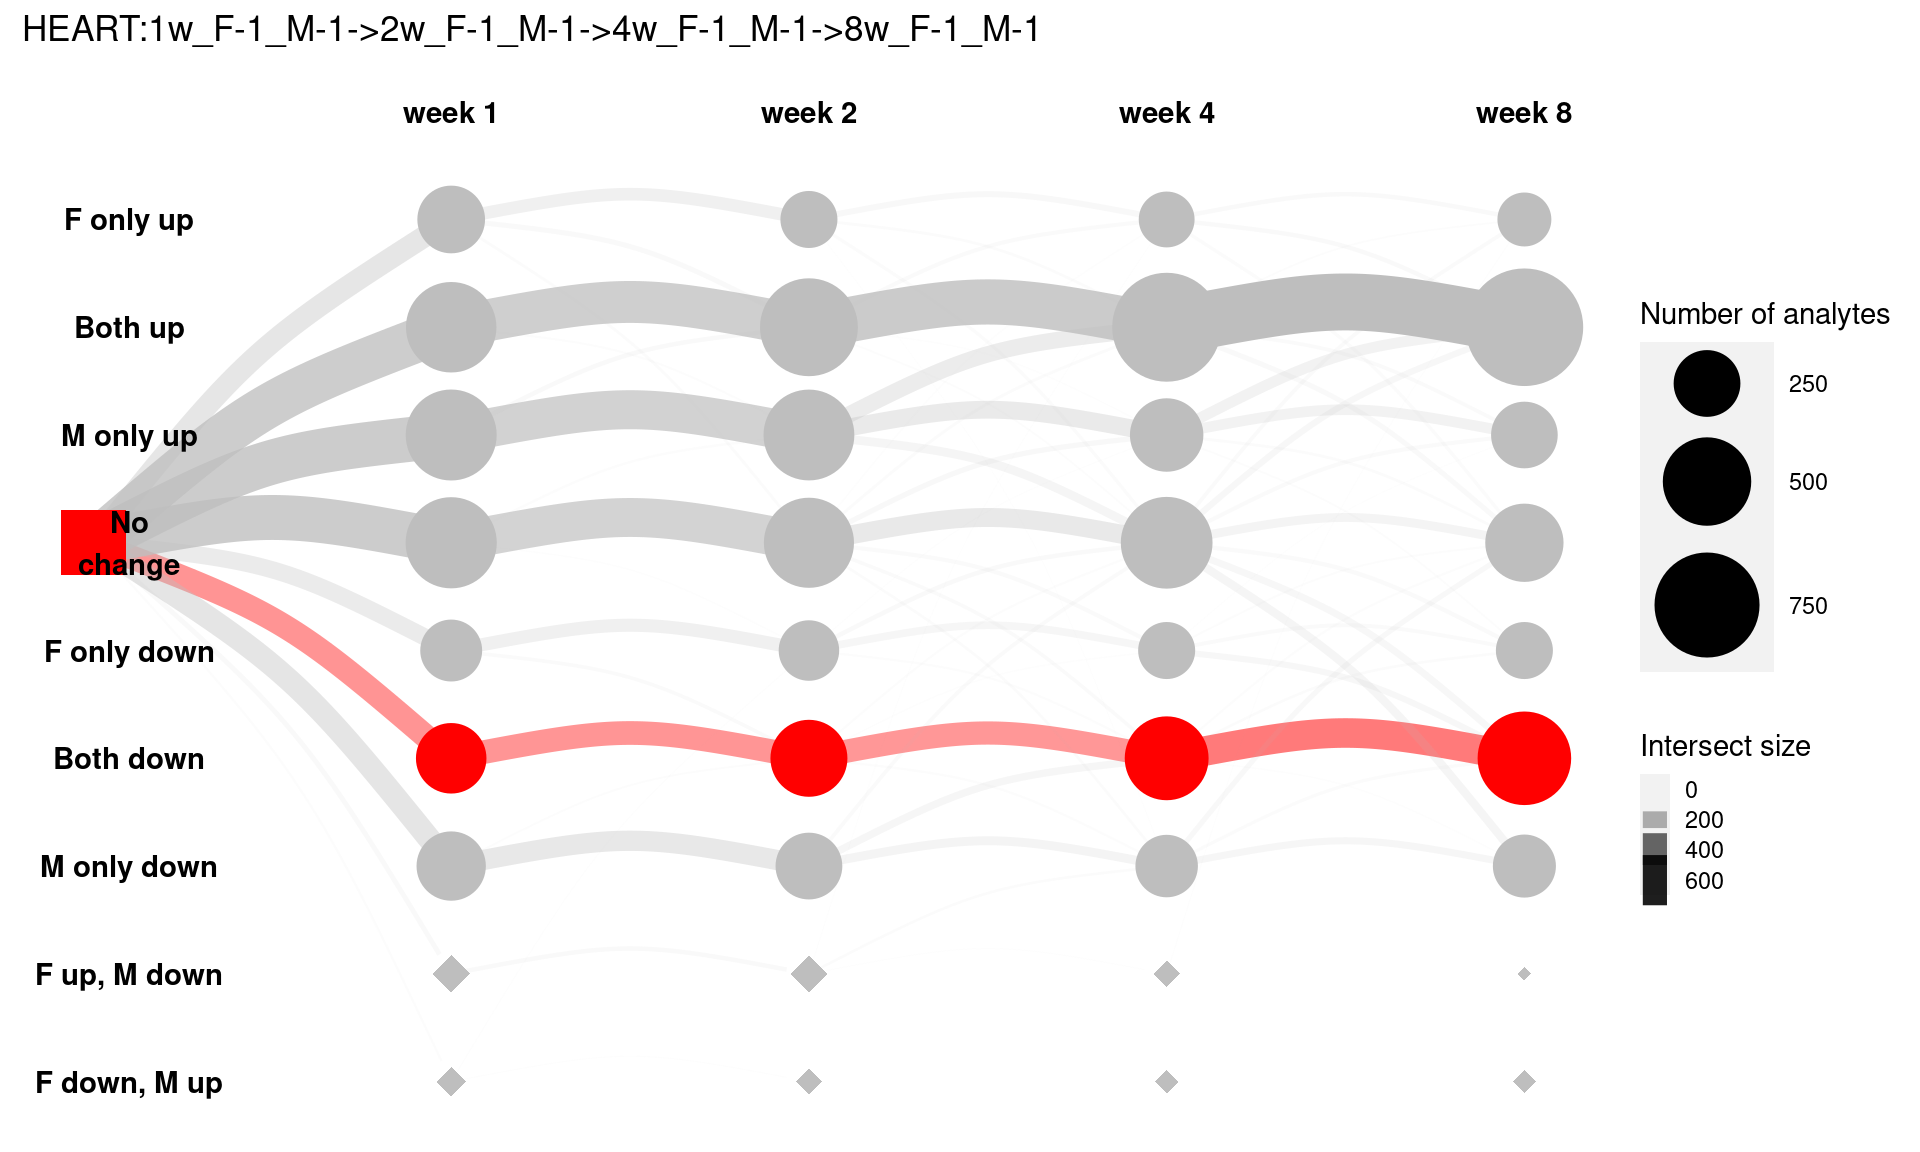 HEART:1w_F-1_M-1->2w_F-1_M-1->4w_F-1_M-1->8w_F-1_M-1
week 1
week 2
week 4
week 8
F only up
Both up
M only up
No
change
F only down
Both down
M only down
F up, M down
F down, M up
Number of analytes
250
500
750
Intersect size
0
200
400
600